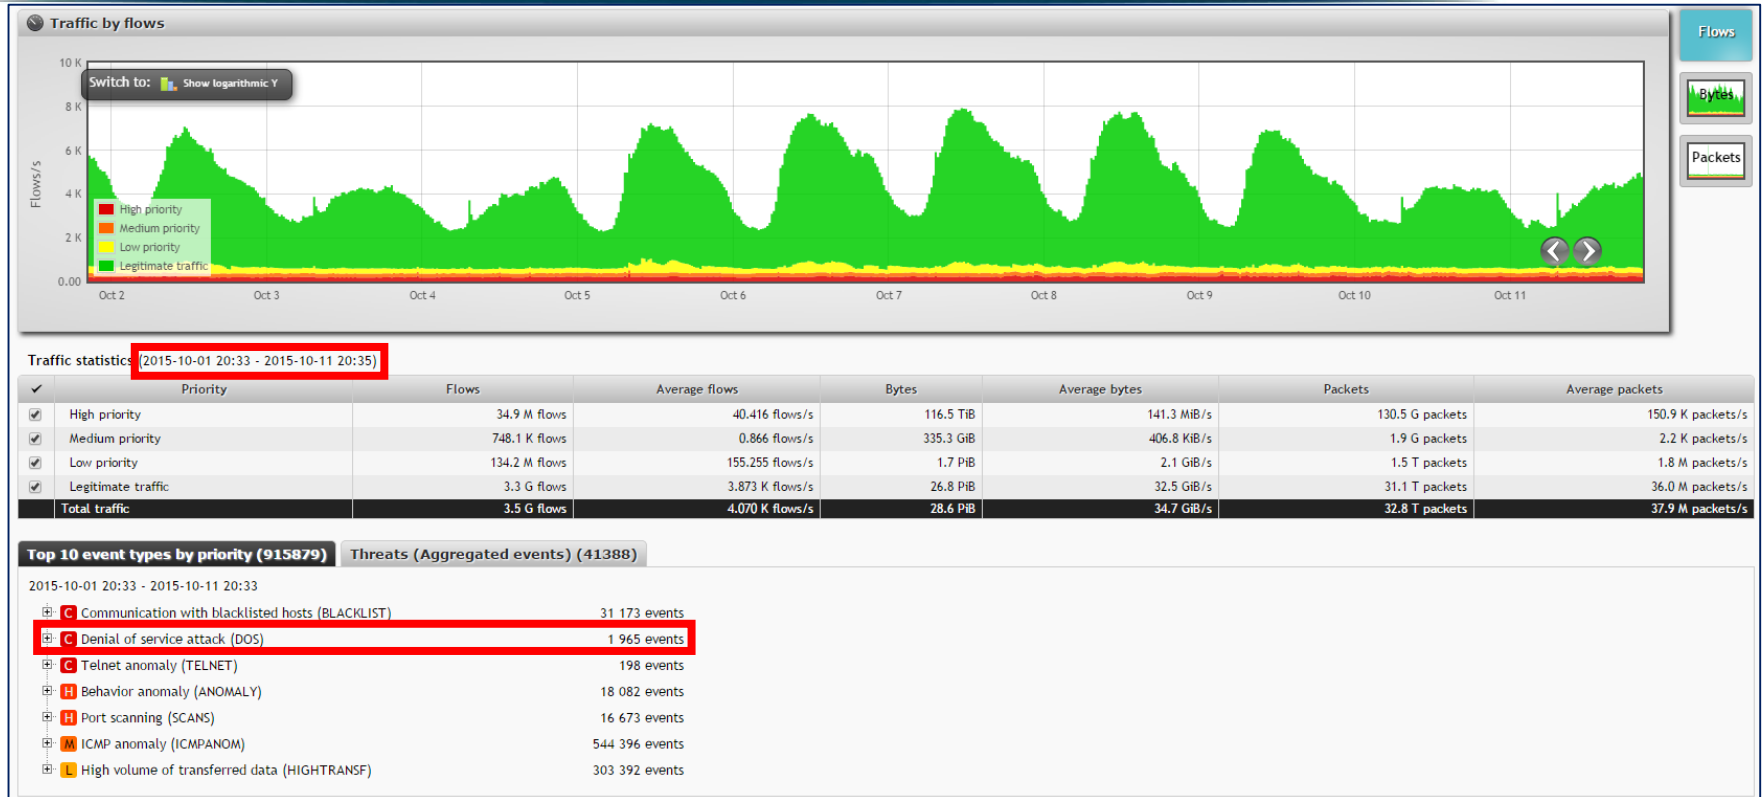 Traffic by flows
Flows
Bytes
Packets
10 K
8 K
6 K
4 K
2 K
0.00
Flows/s
Switch to: Show logarithmic Y
High priority
Medium priority
Low priority
Legitimate traffic
Oct 2 Oct 3 Oct 4 Oct 5 Oct 6 Oct 7 Oct 8 Oct 9 Oct 10 Oct 11
Traffic statistics (2015-10-01 20:33 - 2015-10-11 20:35)
Priority Flows Average flows Bytes Average bytes Packets Average packets
High priority 34.9 M flows 40.416 flows/s 116.5 TiB 141.3 MiB/s 130.5 G packets 150.9 K packets/s
Medium priority 748.1 K flows 0.866 flows/s 335.3 GiB 406.8 KiB/s 1.9 G packets 2.2 K packets/s
Low priority 134.2 M flows 155.255 flows/s 1.7 PiB 2.1 GiB/s 1.5 T packets 1.8 M packets/s
Legitimate traffic 3.3 G flows 3.873 K flows/s 26.8 PiB 32.5 GiB/s 31.1 T packets 36.0 M packets/s
Total traffic 3.5 G flows 4.070 K flows/s 28.6 PiB 34.7 GiB/s 32.8 T packets 37.9 M packets/s
Top 10 event types by priority (915879) Threats (Aggregated events) (41388)
2015-10-01 20:33 - 2015-10-11 20:33
C Communication with blacklisted hosts (BLACKLIST) 31 173 events
C Denial of service attack (DOS) 1 965 events
C Telnet anomaly (TELNET) 198 events
H Behavior anomaly (ANOMALY) 18 082 events
H Port scanning (SCANS) 16 673 events
M ICMP anomaly (ICMPANOM) 544 396 events
L High volume of transferred data (HIGHTRANSF) 303 392 events